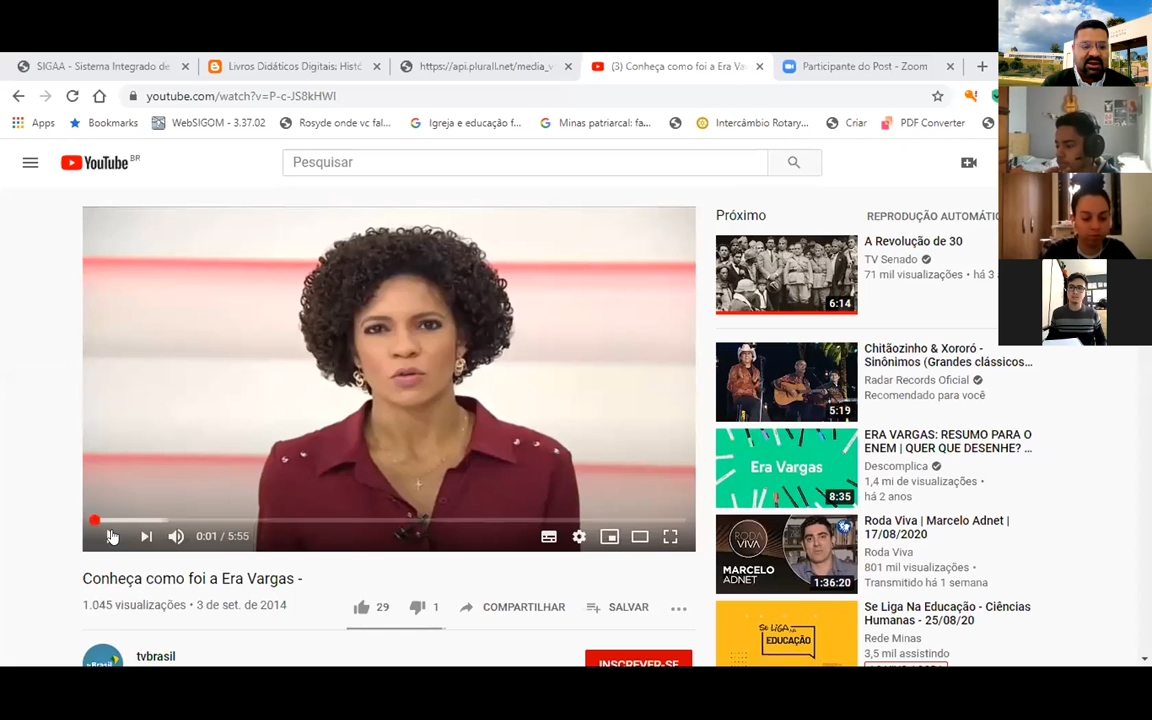 SIGAA - Sistema Integrado de
Livros Didáticos Digitais: Histó
https://api.plurall.net/media_v
(3) Conheça como foi a Era Va
Participante do Post - Zoom
youtube.com/watch?v=P-c-JS8kHWI
Apps
Bookmarks
WebSIGOM - 3.37.02
Rosyde onde vc fal...
Igreja e educação f...
Minas patriarcal: fa...
Intercâmbio Rotary...
Criar
PDF Converter
YouTube BR
Pesquisar
0:01 / 5:55
Conheça como foi a Era Vargas -
1.045 visualizações • 3 de set. de 2014
29
1
COMPARTILHAR
SALVAR
tvbrasil
INSCREVER-SE
Próximo
REPRODUÇÃO AUTOMÁTIC
6:14
A Revolução de 30
TV Senado
71 mil visualizações • há 3
5:19
Chitãozinho & Xororó -
Sinônimos (Grandes clássicos...
Radar Records Oficial
Recomendado para você
Era Vargas
8:35
ERA VARGAS: RESUMO PARA O
ENEM | QUER QUE DESENHE? ...
Descomplica
1,4 mi de visualizações •
há 2 anos
RODA
VIVA
MARCELO
ADNET
1:36:20
Roda Viva | Marcelo Adnet |
17/08/2020
Roda Viva
801 mil visualizações •
Transmitido há 1 semana
Se LIGA
NA
EDUCAÇÃO
Se Liga Na Educação - Ciências
Humanas - 25/08/20
Rede Minas
3,5 mil assistindo